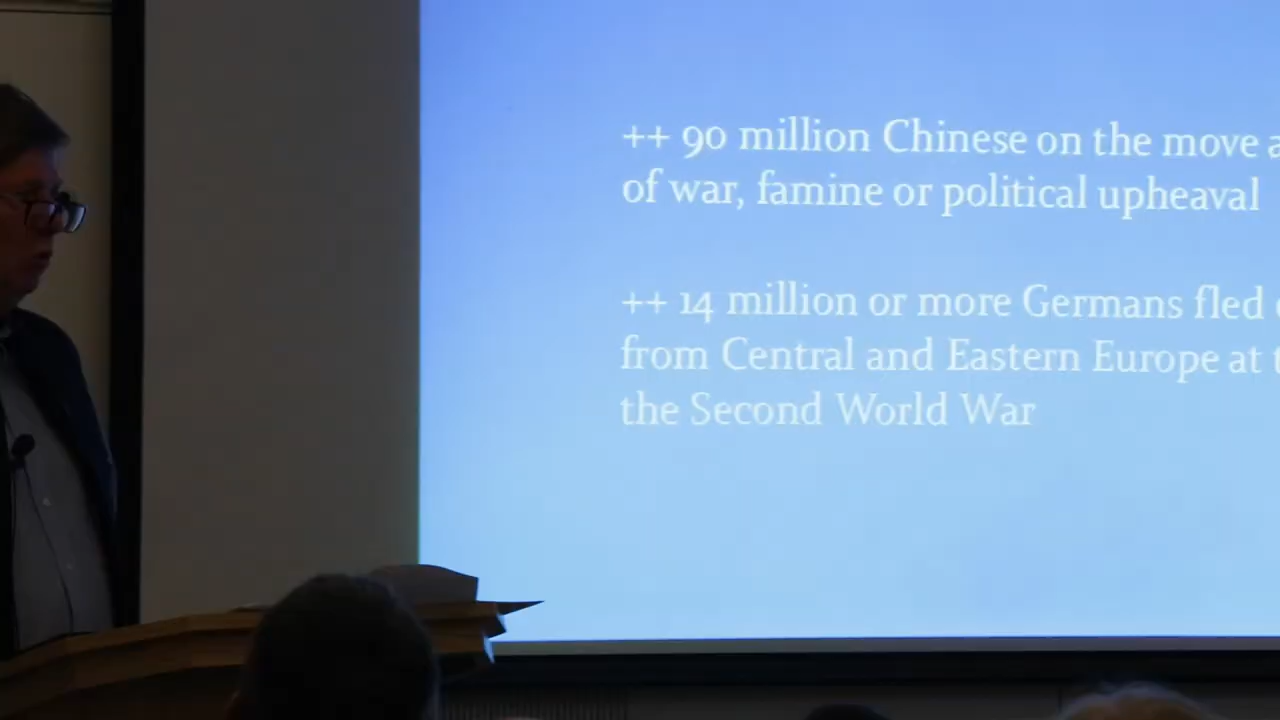 ++ 90 million Chinese on the move
of war, famine or political upheaval
++ 14 million or more Germans fled
from Central and Eastern Europe at
the Second World War